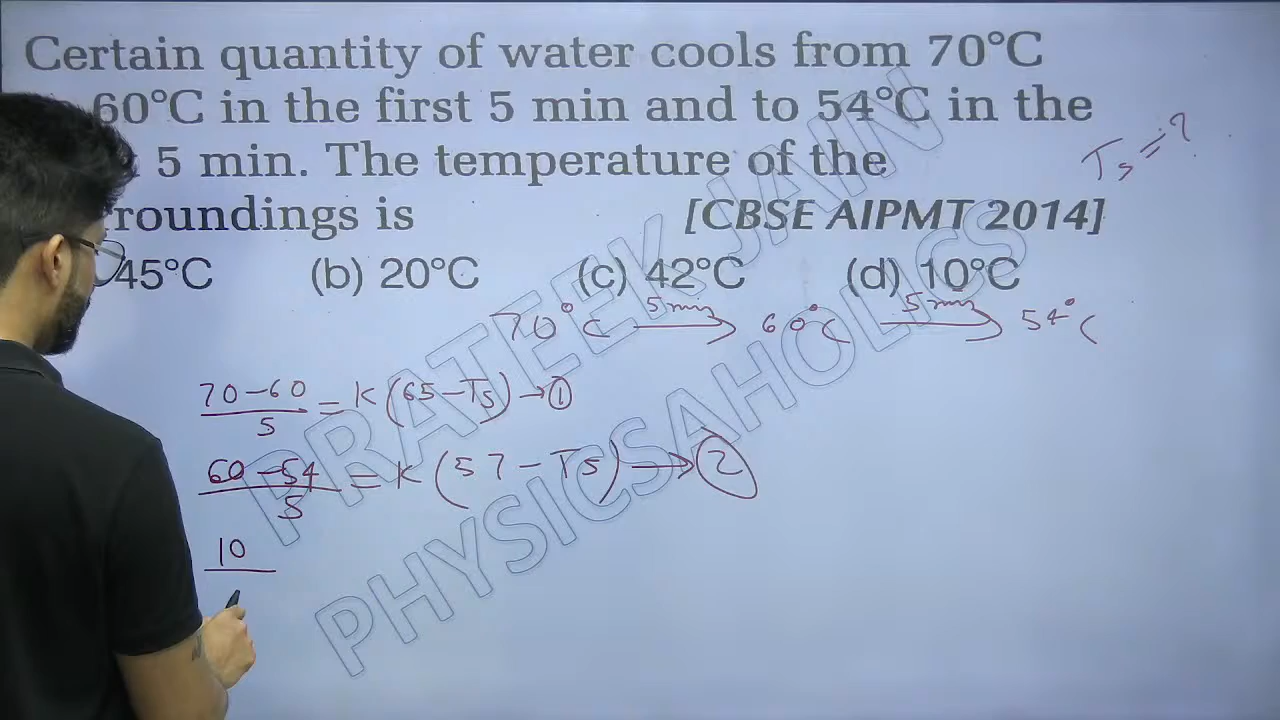 Certain quantity of water cools from 70°C
60°C in the first 5 min and to 54°C in the
5 min. The temperature of the
roundings is [CBSE AIPMT 2014]
45°C (b) 20°C (c) 42°C (d) 10°C
Ts = ?
70°C 5 min → 60°C 5 min → 54°C
70-60/5 = K(65-Ts) → ①
60-54/5 = K(57-Ts) → ②
10
PRATEEK JAIN
PHYSICSAHOLICS